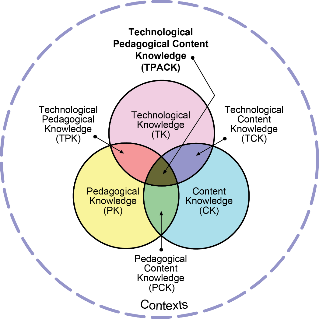 Technological
Pedagogical Content
Knowledge
(TPACK)
Technological
Pedagogical
Knowledge
(TPK)
Technological
Knowledge
(TK)
Technological
Content
Knowledge
(TCK)
Pedagogical
Knowledge
(PK)
Content
Knowledge
(CK)
Pedagogical
Content
Knowledge
(PCK)
Contexts